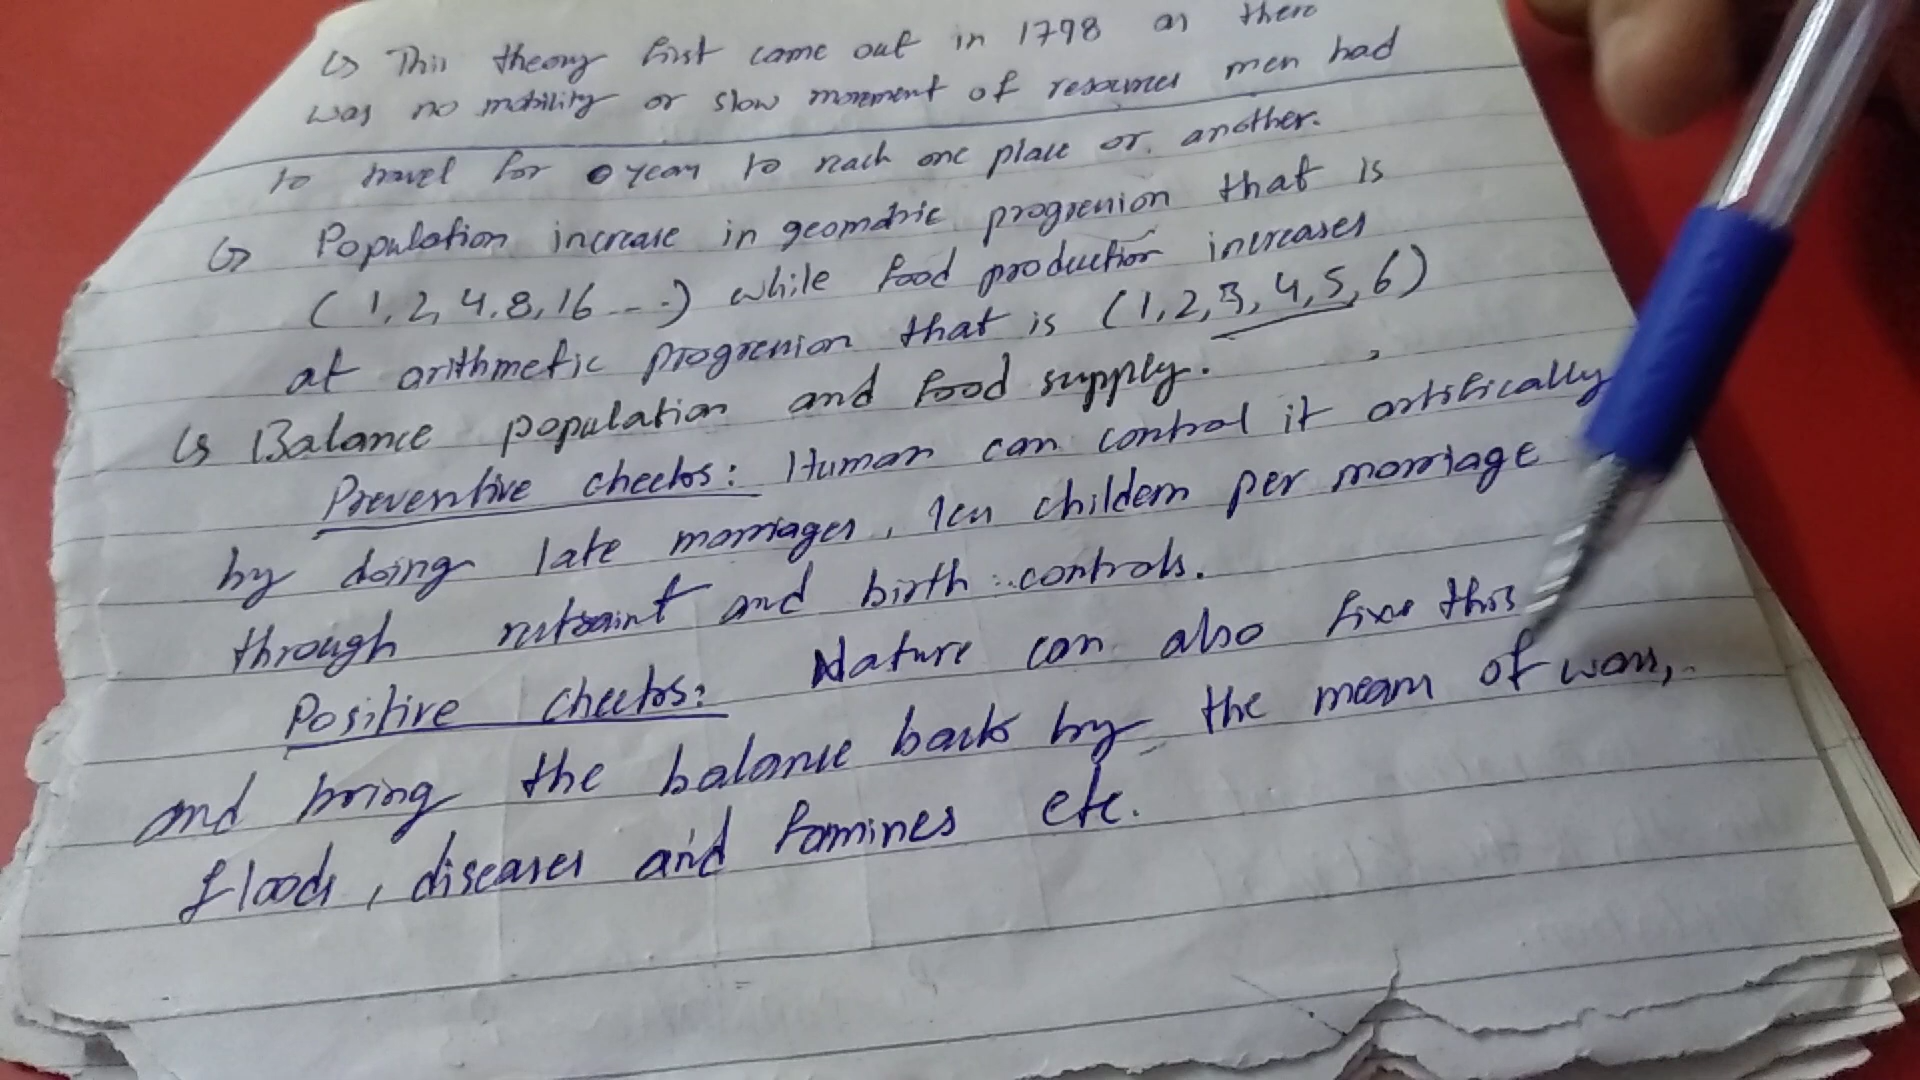 ↳ This theory first came out in 1798 as there
was no mobility or slow movement of resources men had
to travel for a year to reach one place or another.
↳ Population increase in geometric progression that is
(1,2,4,8,16---) while food production increases
at arithmetic progression that is (1,2,3,4,5,6)
↳ Balance population and food supply.
Preventive checks: Human can control it artifically
by doing late marriages, less childern per marriage
through restraint and birth controls.
Positive checks: Nature can also fix this
and bring the balance back by the mean of wars,
floods, diseases and famines etc.